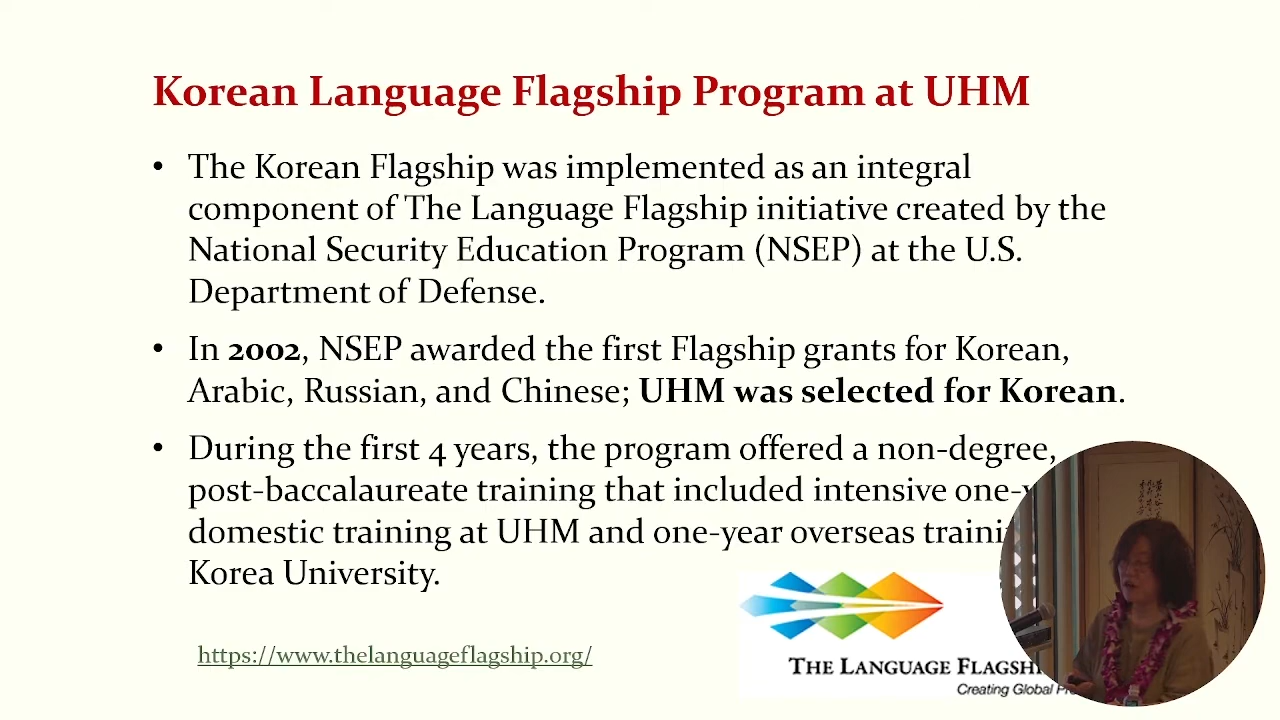 Korean Language Flagship Program at UHM
• The Korean Flagship was implemented as an integral
component of The Language Flagship initiative created by the
National Security Education Program (NSEP) at the U.S.
Department of Defense.
• In 2002, NSEP awarded the first Flagship grants for Korean,
Arabic, Russian, and Chinese; UHM was selected for Korean.
• During the first 4 years, the program offered a non-degree,
post-baccalaureate training that included intensive
domestic training at UHM and one-year overseas
Korea University.
https://www.thelanguageflagship.org/
THE LANGUAGE
Creating Global